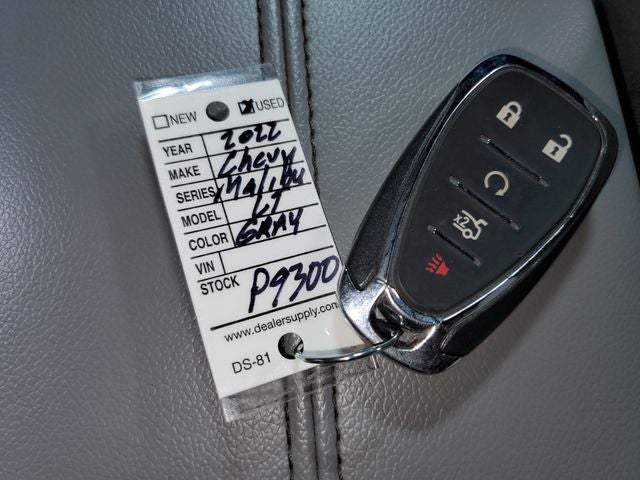 NEW USED
YEAR 2022
MAKE Chevy
SERIES Malibu
MODEL LT
COLOR GRAY
VIN
STOCK P9300
www.dealersupply.com
DS-81
x2